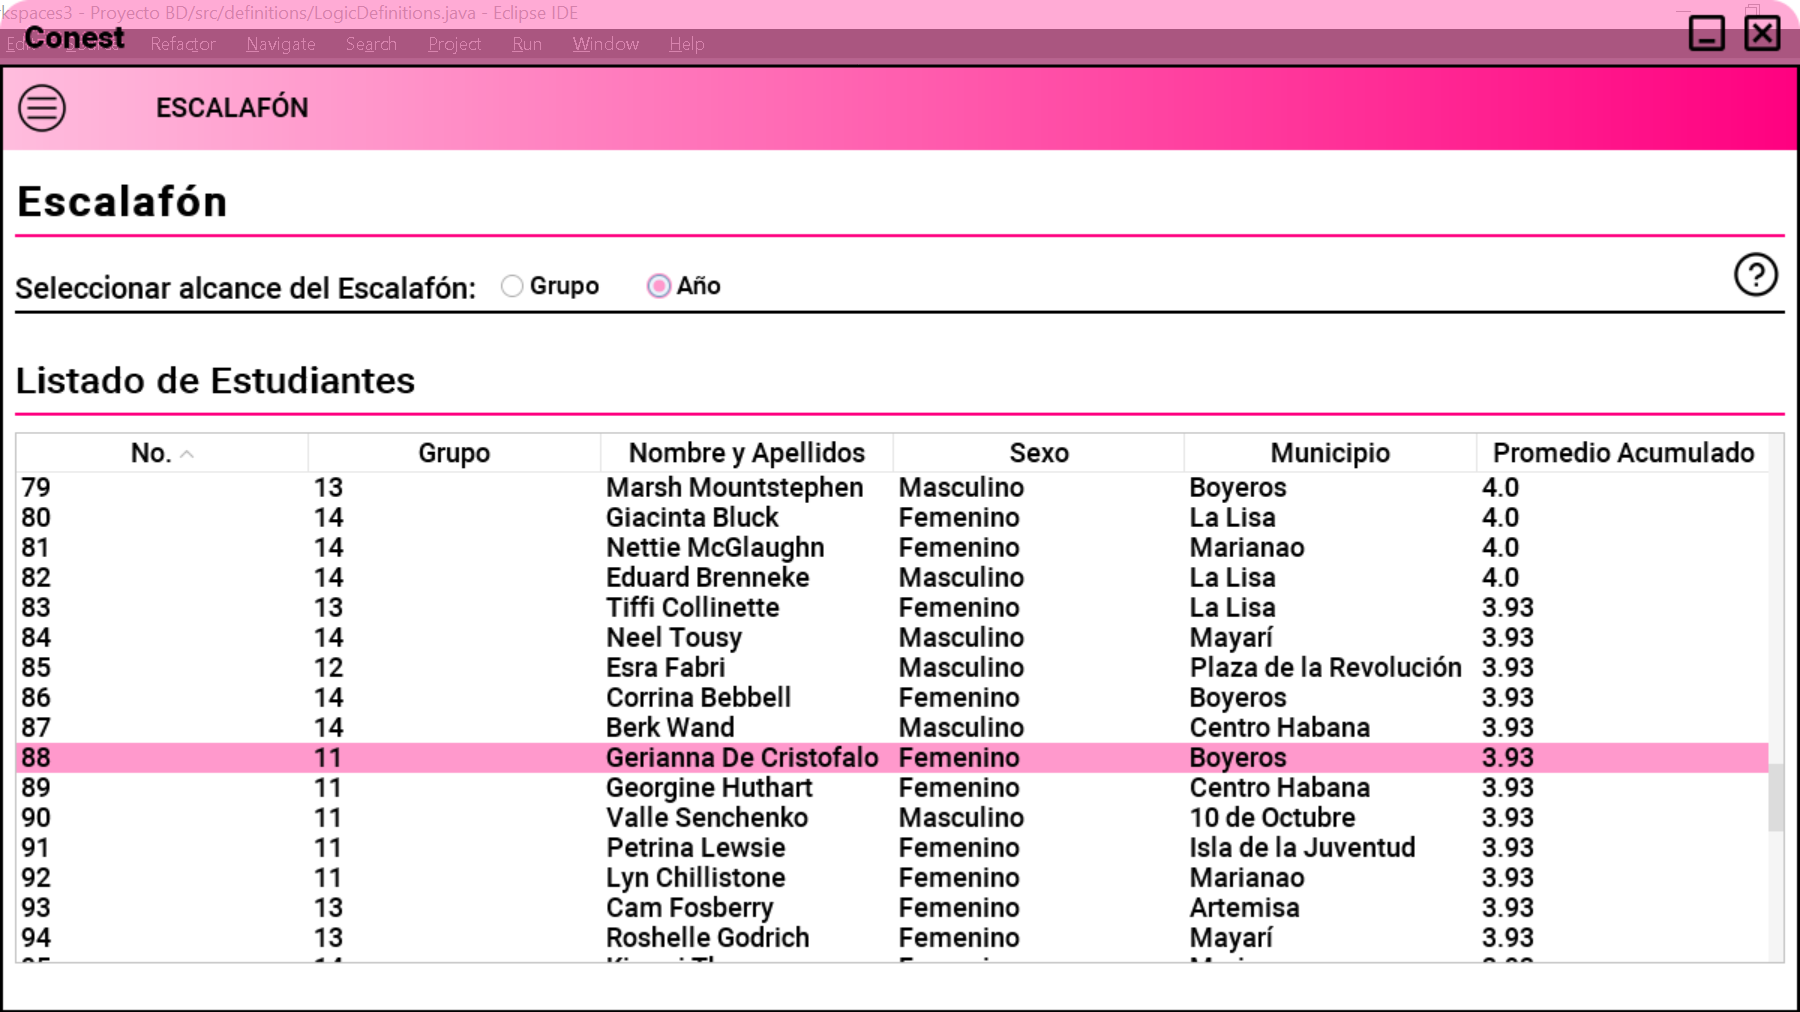 kspaces3 - Proyecto BD/src/definitions/LogicDefinitions.java - Eclipse IDE
Conest
Refactor Navigate Search Project Run Window Help
ESCALAFÓN
Escalafón
Seleccionar alcance del Escalafón: Grupo Año ?
Listado de Estudiantes
No. Grupo Nombre y Apellidos Sexo Municipio Promedio Acumulado
79 13 Marsh Mountstephen Masculino Boyeros 4.0
80 14 Giacinta Bluck Femenino La Lisa 4.0
81 14 Nettie McGlaughn Femenino Marianao 4.0
82 14 Eduard Brenneke Masculino La Lisa 4.0
83 13 Tiffi Collinette Femenino La Lisa 3.93
84 14 Neel Tousy Masculino Mayarí 3.93
85 12 Esra Fabri Masculino Plaza de la Revolución 3.93
86 14 Corrina Bebbell Femenino Boyeros 3.93
87 14 Berk Wand Masculino Centro Habana 3.93
88 11 Gerianna De Cristofalo Femenino Boyeros 3.93
89 11 Georgine Huthart Femenino Centro Habana 3.93
90 11 Valle Senchenko Masculino 10 de Octubre 3.93
91 11 Petrina Lewsie Femenino Isla de la Juventud 3.93
92 11 Lyn Chillistone Femenino Marianao 3.93
93 13 Cam Fosberry Femenino Artemisa 3.93
94 13 Roshelle Godrich Femenino Mayarí 3.93